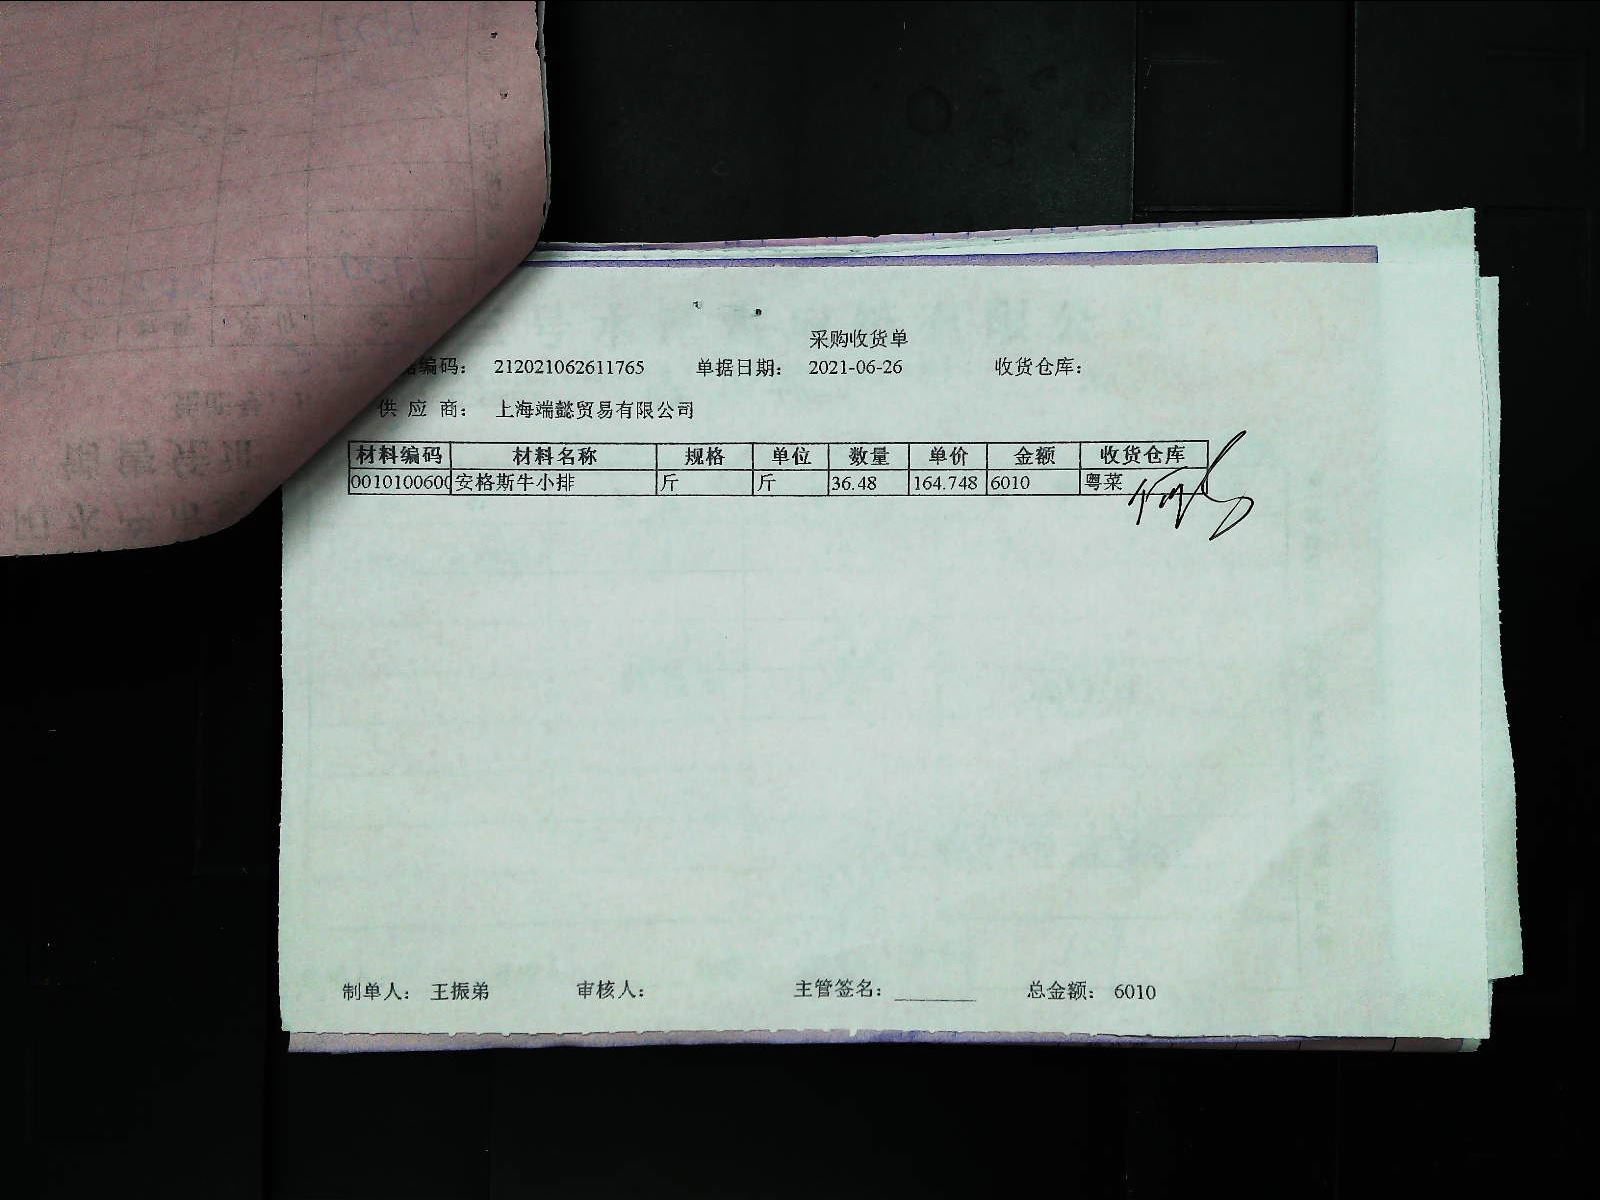 采购收货单
编码： 212021062611765 单据日期： 2021-06-26 收货仓库：
供 应 商： 上海端懿贸易有限公司
材料编码 材料名称 规格 单位 数量 单价 金额 收货仓库
0010100600 安格斯牛小排 斤 斤 36.48 164.748 6010 粤菜
制单人： 王振弟 审核人： 主管签名： ________ 总金额： 6010